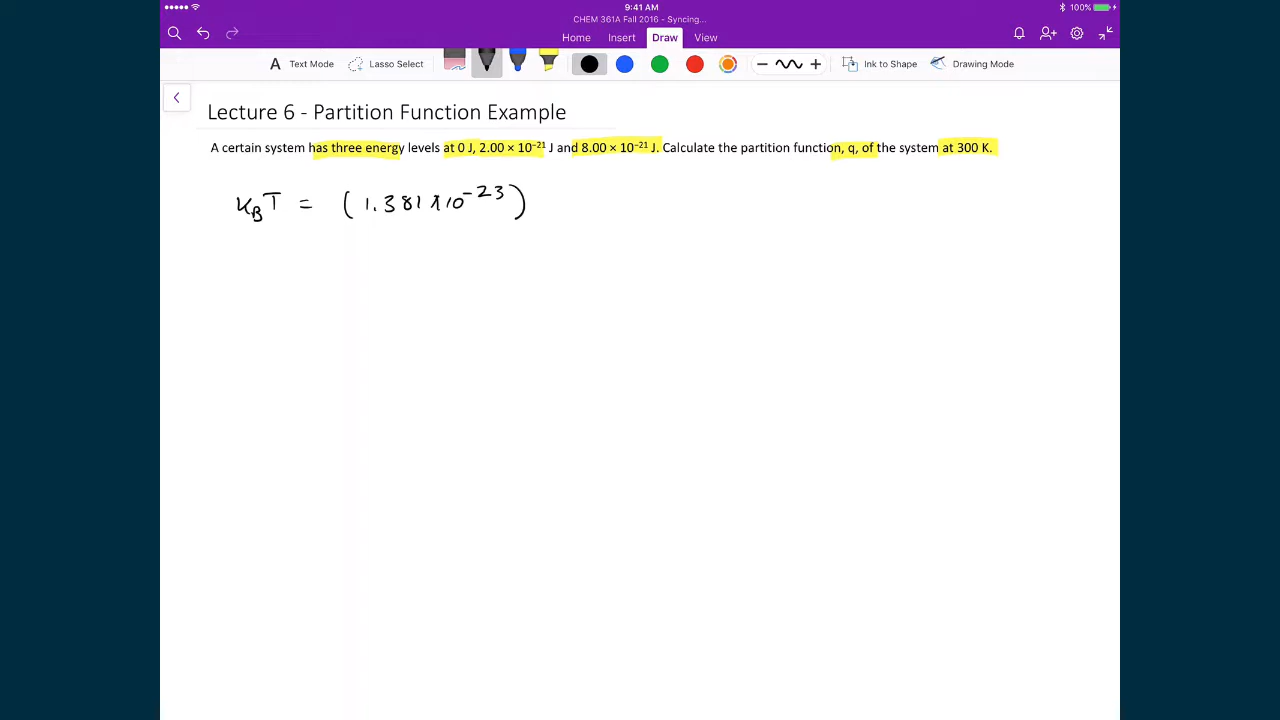 9:41 AM
100%
CHEM 361A Fall 2016 - Syncing...
Home Insert Draw View
A Text Mode Lasso Select Ink to Shape Drawing Mode
Lecture 6 - Partition Function Example
A certain system has three energy levels at 0 J, 2.00 × 10⁻²¹ J and 8.00 × 10⁻²¹ J. Calculate the partition function, q, of the system at 300 K.
K_BT = (1.381×10⁻²³)